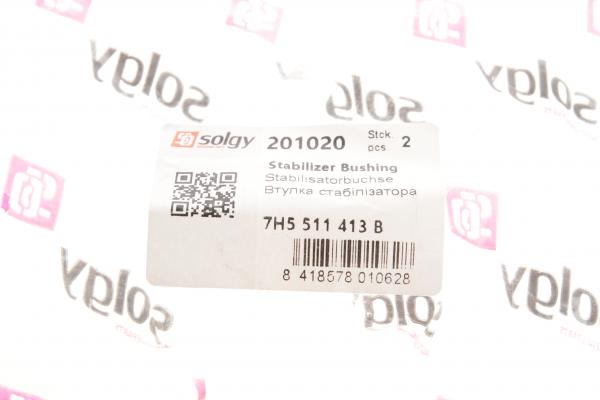 solgy 201020 Stck. pcs 2
Stabilizer Bushing
Stabilisatorbuchse
Втулка стабілізатора
7H5 511 413 B
8 418578 010628
solgy
solgy
solgy
solgy
solgy
solgy